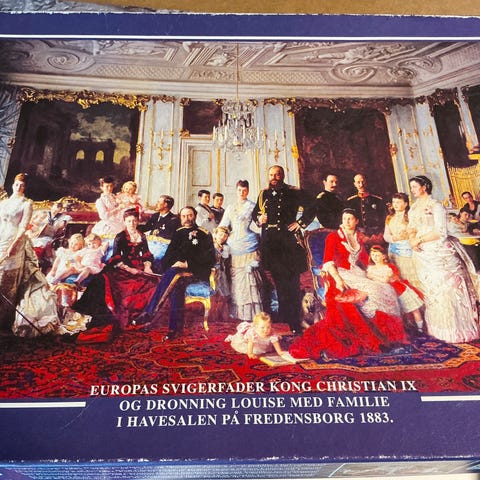 EUROPAS SVIGERFADER KONG CHRISTIAN IX
OG DRONNING LOUISE MED FAMILIE
I HAVESALEN PÅ FREDENSBORG 1883.